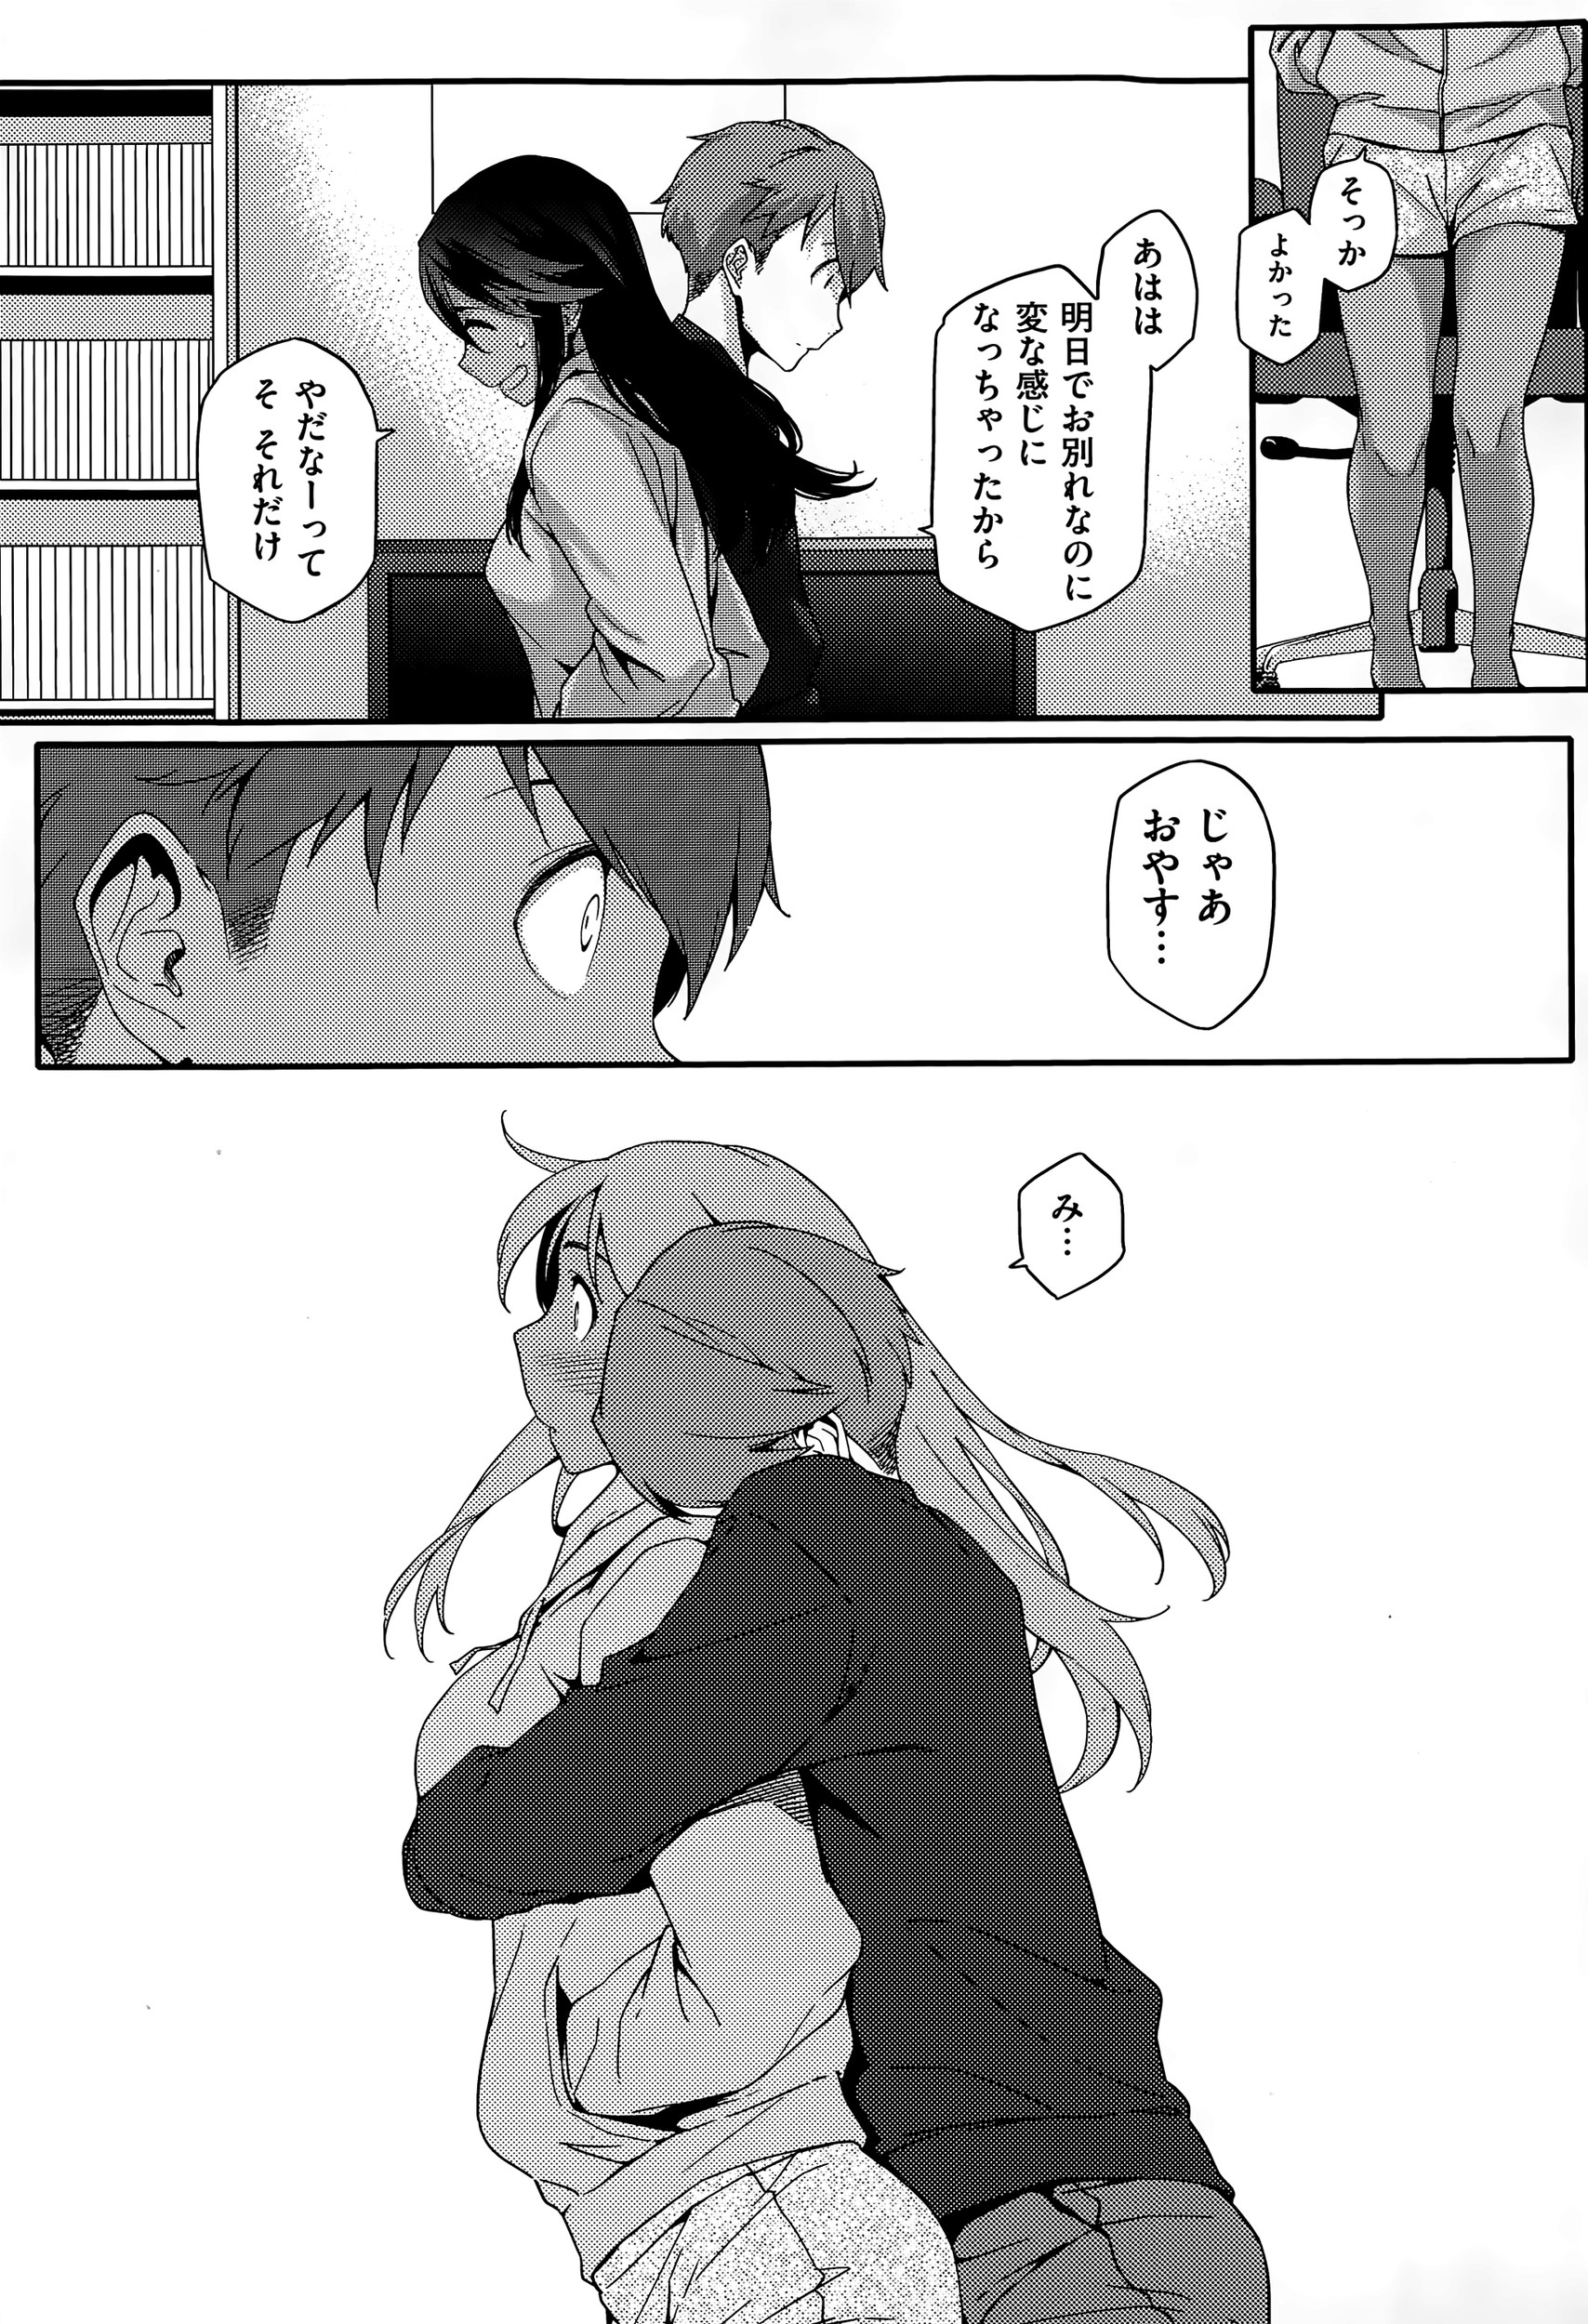 そっか
よかった
あはは
明日でお別れなのに
変な感じに
なっちゃったから
やだなーって
そ それだけ
じゃあ
おやす…
み…